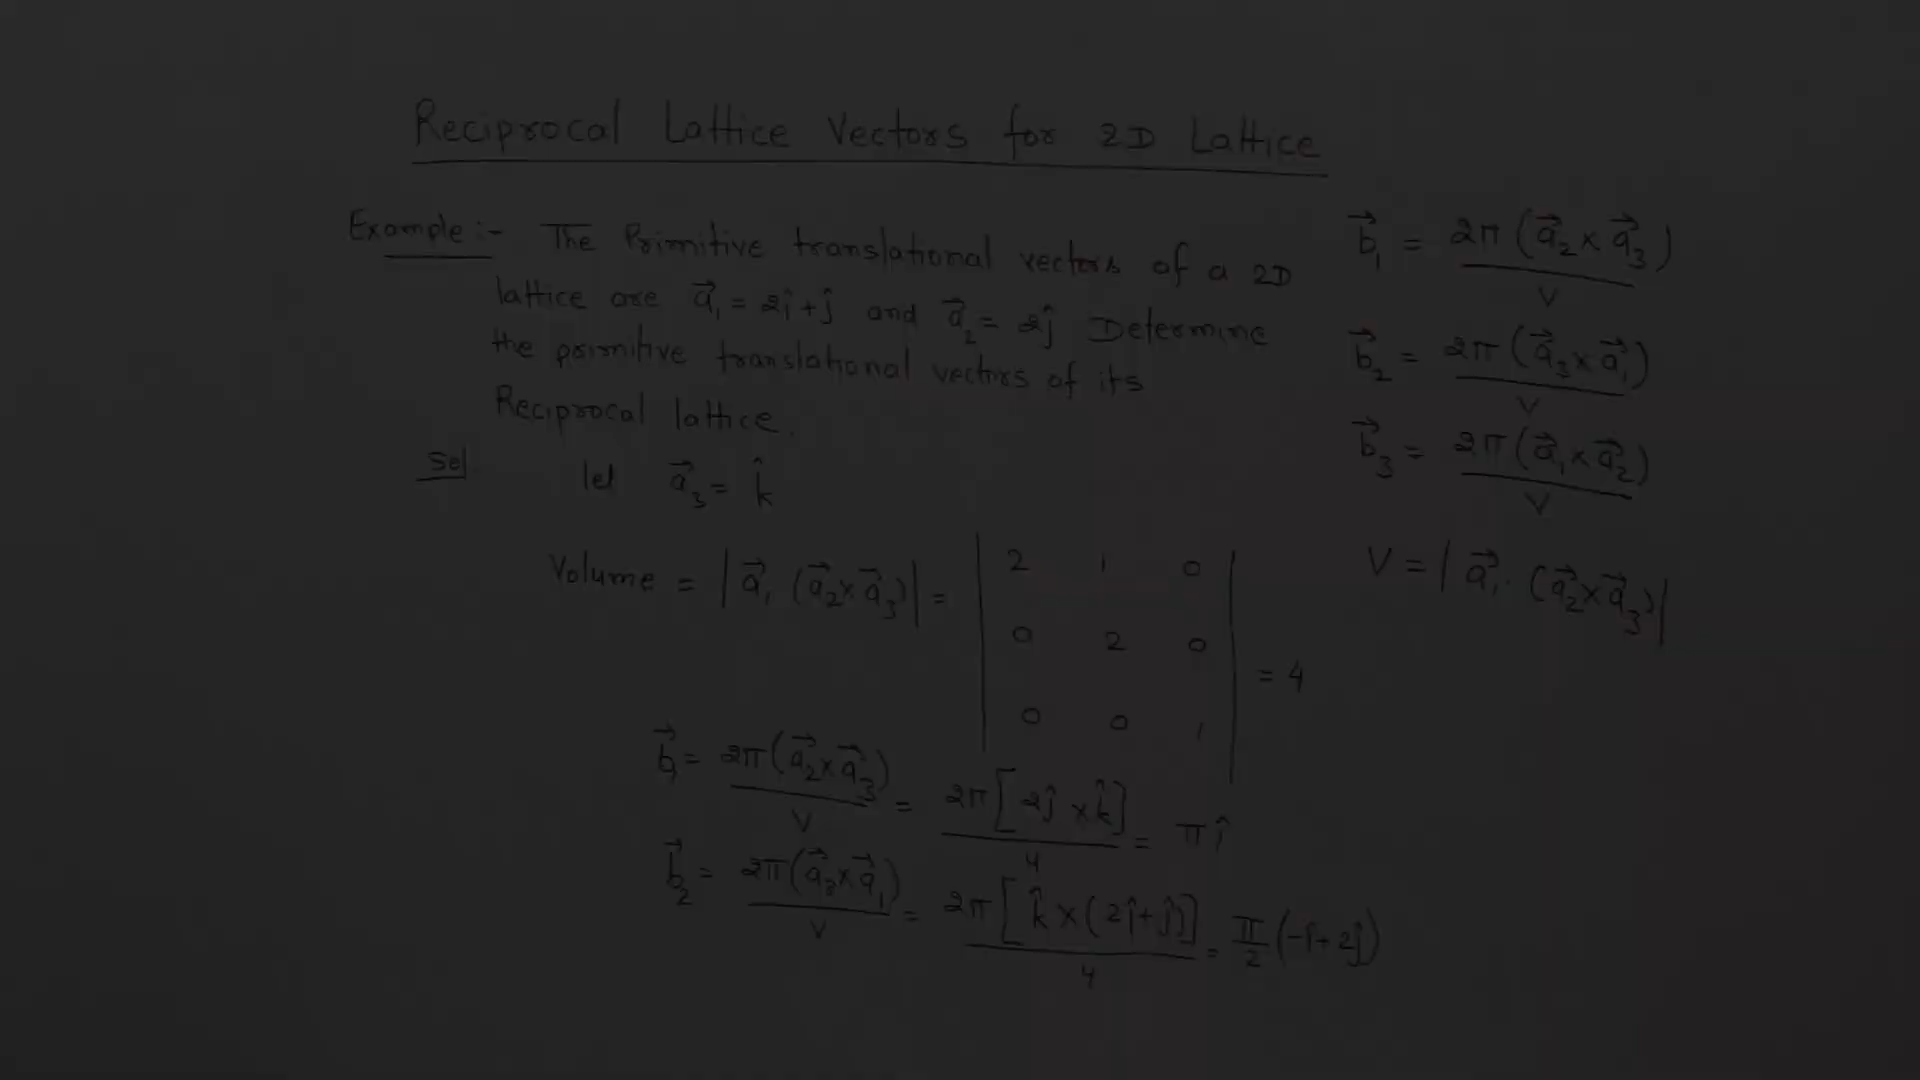 Reciprocal Lattice Vectors for 2D Lattice
Example :- The Primitive translational vectors of a 2D
lattice are a⃗₁ = 2î + ĵ and a⃗₂ = 2ĵ Determine
the primitive translational vectors of its
Reciprocal lattice.
Sol let a⃗₃ = k̂
Volume = |a⃗₁ (a⃗₂×a⃗₃)| = | 2 1 0
0 2 0
0 0 1 | = 4
b⃗₁ = 2π(a⃗₂×a⃗₃)/V = 2π[2ĵ × k̂]/4 = πî
b⃗₂ = 2π(a⃗₃×a⃗₁)/V = 2π[k̂×(2î+ĵ)]/4 = π/2 (-î+2ĵ)
b⃗₁ = 2π(a⃗₂×a⃗₃)/V
b⃗₂ = 2π(a⃗₃×a⃗₁)/V
b⃗₃ = 2π(a⃗₁×a⃗₂)/V
V = |a⃗₁. (a⃗₂×a⃗₃)|